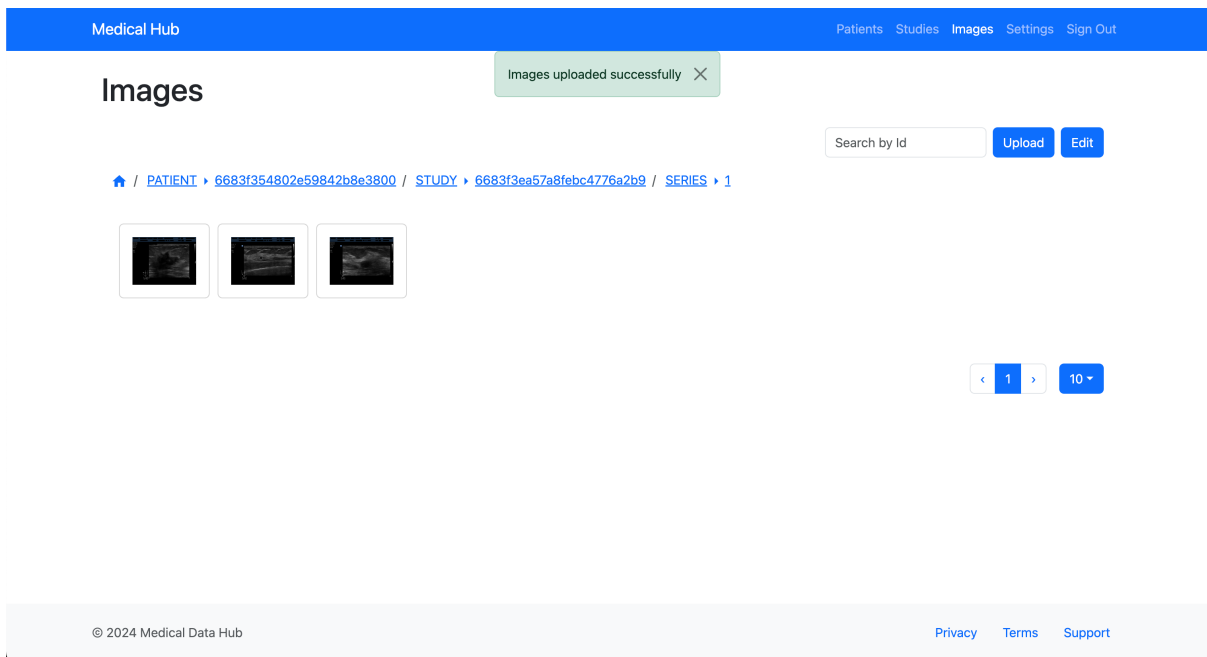 Medical Hub
Patients Studies Images Settings Sign Out
Images uploaded successfully
Images
Search by Id Upload Edit
/ PATIENT 6683f354802e59842b8e3800 / STUDY 6683f3ea57a8febc4776a2b9 / SERIES 1
‹ 1 › 10
© 2024 Medical Data Hub Privacy Terms Support